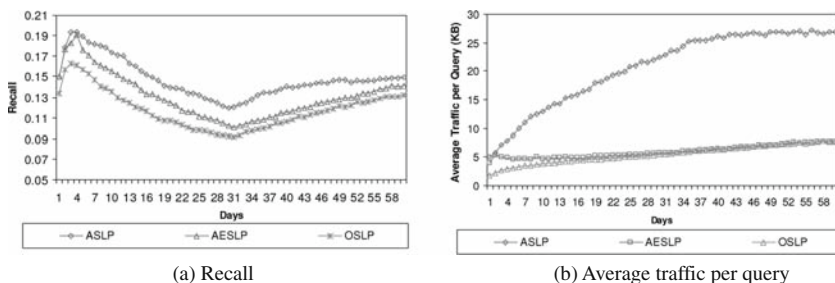 0.21
0.19
0.17
0.15
0.13
0.11
0.09
0.07
0.05
Recall
1 4 7 10 13 16 19 22 25 28 31 34 37 40 43 46 49 52 55 58
Days
ASLP AESLP OSLP
(a) Recall
30
25
20
15
10
5
0
Average Traffic per Query (KB)
1 4 7 10 13 16 19 22 25 28 31 34 37 40 43 46 49 52 55 58
Days
ASLP AESLP OSLP
(b) Average traffic per query